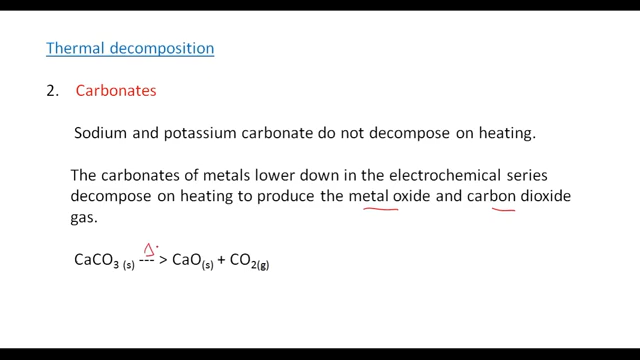 Thermal decomposition
2. Carbonates
Sodium and potassium carbonate do not decompose on heating.
The carbonates of metals lower down in the electrochemical series
decompose on heating to produce the metal oxide and carbon dioxide
gas.
CaCO₃ (s) --- > CaO(s) + CO₂(g)
Δ